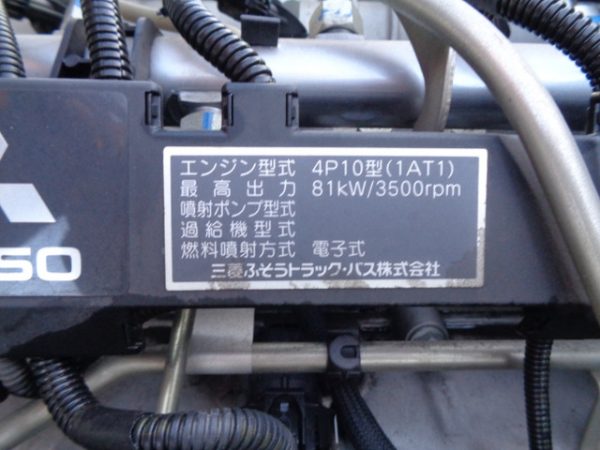 エンジン型式 4P10型(1AT1)
最高出力 81kW/3500rpm
噴射ポンプ型式
過給機型式
燃料噴射方式 電子式
三菱ふそうトラック・バス株式会社